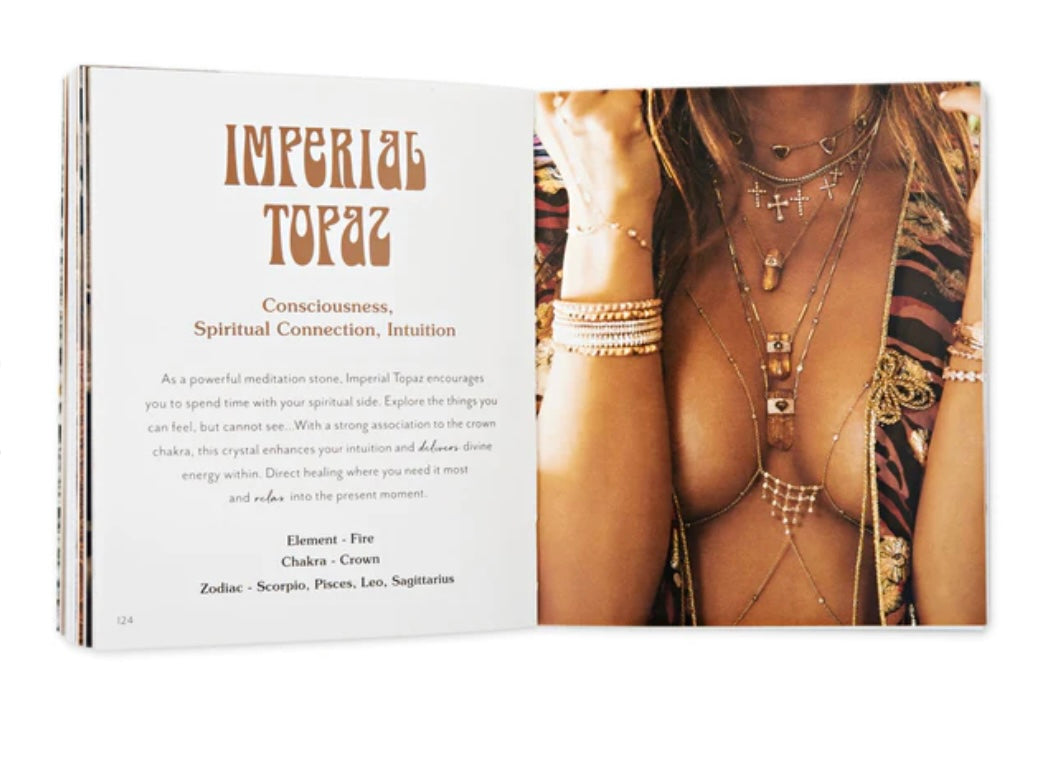 IMPERIAL
TOPAZ
Consciousness,
Spiritual Connection, Intuition
As a powerful meditation stone, Imperial Topaz encourages
you to spend time with your spiritual side. Explore the things you
can feel, but cannot see...With a strong association to the crown
chakra, this crystal enhances your intuition and delivers divine
energy within. Direct healing where you need it most
and relax into the present moment.
Element - Fire
Chakra - Crown
Zodiac - Scorpio, Pisces, Leo, Sagittarius
124